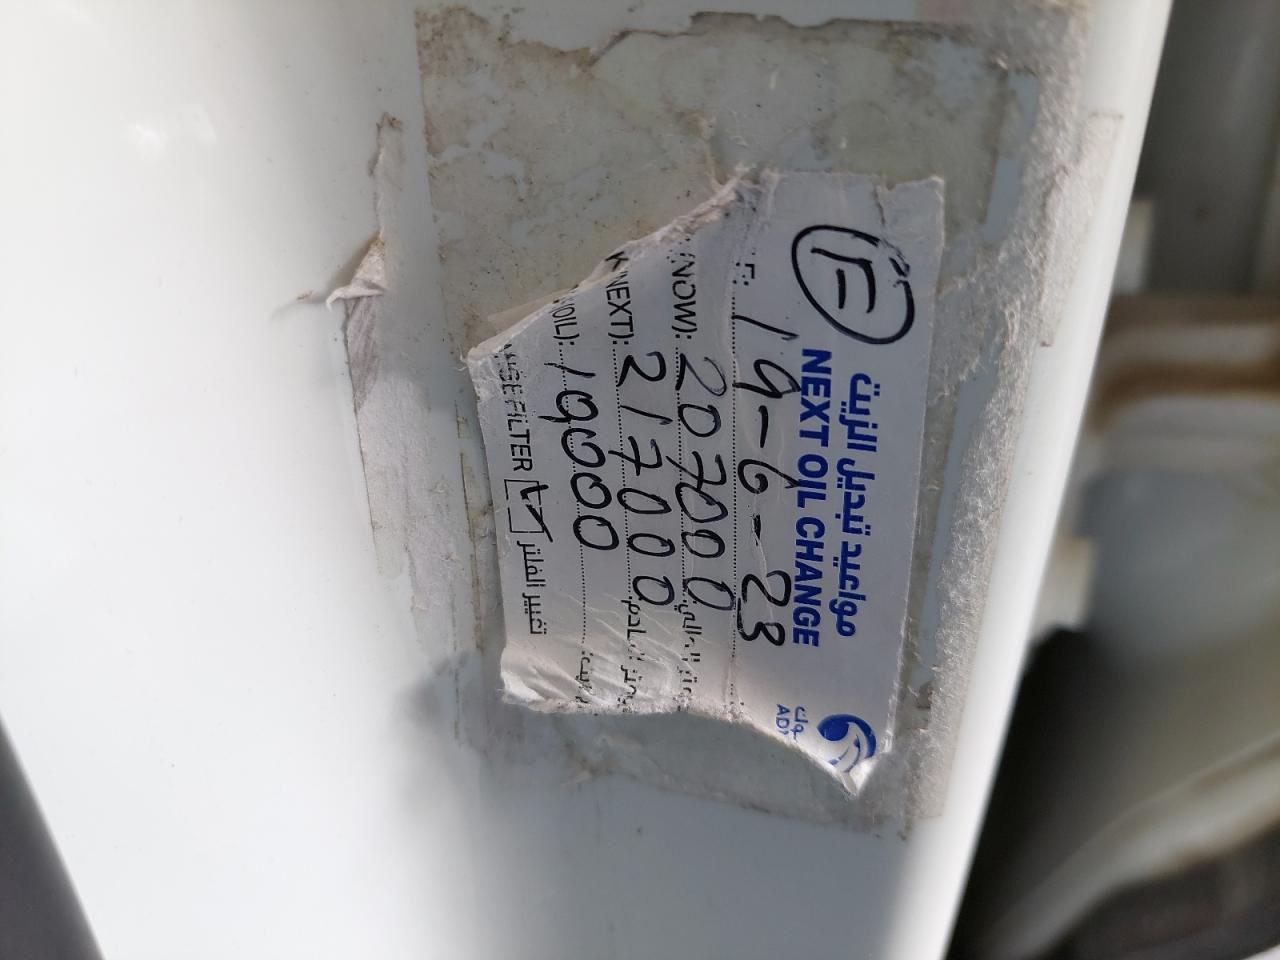 F
مواعيد تبديل الزيت
NEXT OIL CHANGE
19-6-23
(NOW): 207000
(NEXT): 217000
(OIL): 10000
FILTER ☑ تغيير الفلتر